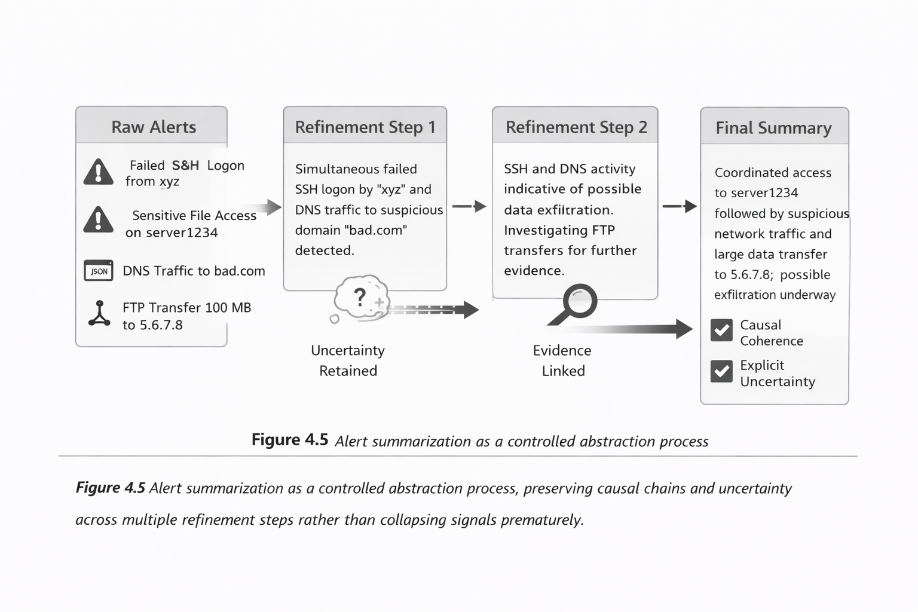 Raw Alerts
Failed S&H Logon
from xyz
Sensitive File Access
on server1234
JSON
DNS Traffic to bad.com
FTP Transfer 100 MB
to 5.6.7.8
Refinement Step 1
Simultaneous failed
SSH logon by "xyz" and
DNS traffic to suspicious
domain "bad.com"
detected.
?
Uncertainty
Retained
Refinement Step 2
SSH and DNS activity
indicative of possible
data exfiltration.
Investigating FTP
transfers for further
evidence.
Evidence
Linked
Final Summary
Coordinated access
to server1234
followed by suspicious
network traffic and
large data transfer
to 5.6.7.8; possible
exfiltration underway
Causal
Coherence
Explicit
Uncertainty
Figure 4.5 Alert summarization as a controlled abstraction process
Figure 4.5 Alert summarization as a controlled abstraction process, preserving causal chains and uncertainty
across multiple refinement steps rather than collapsing signals prematurely.